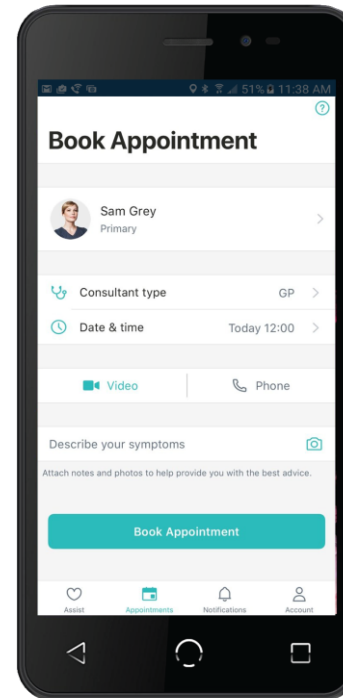 51% 11:38 AM
?
Book Appointment
Sam Grey
Primary
Consultant type GP
Date & time Today 12:00
Video Phone
Describe your symptoms
Attach notes and photos to help provide you with the best advice.
Book Appointment
Assist Appointments Notifications Account